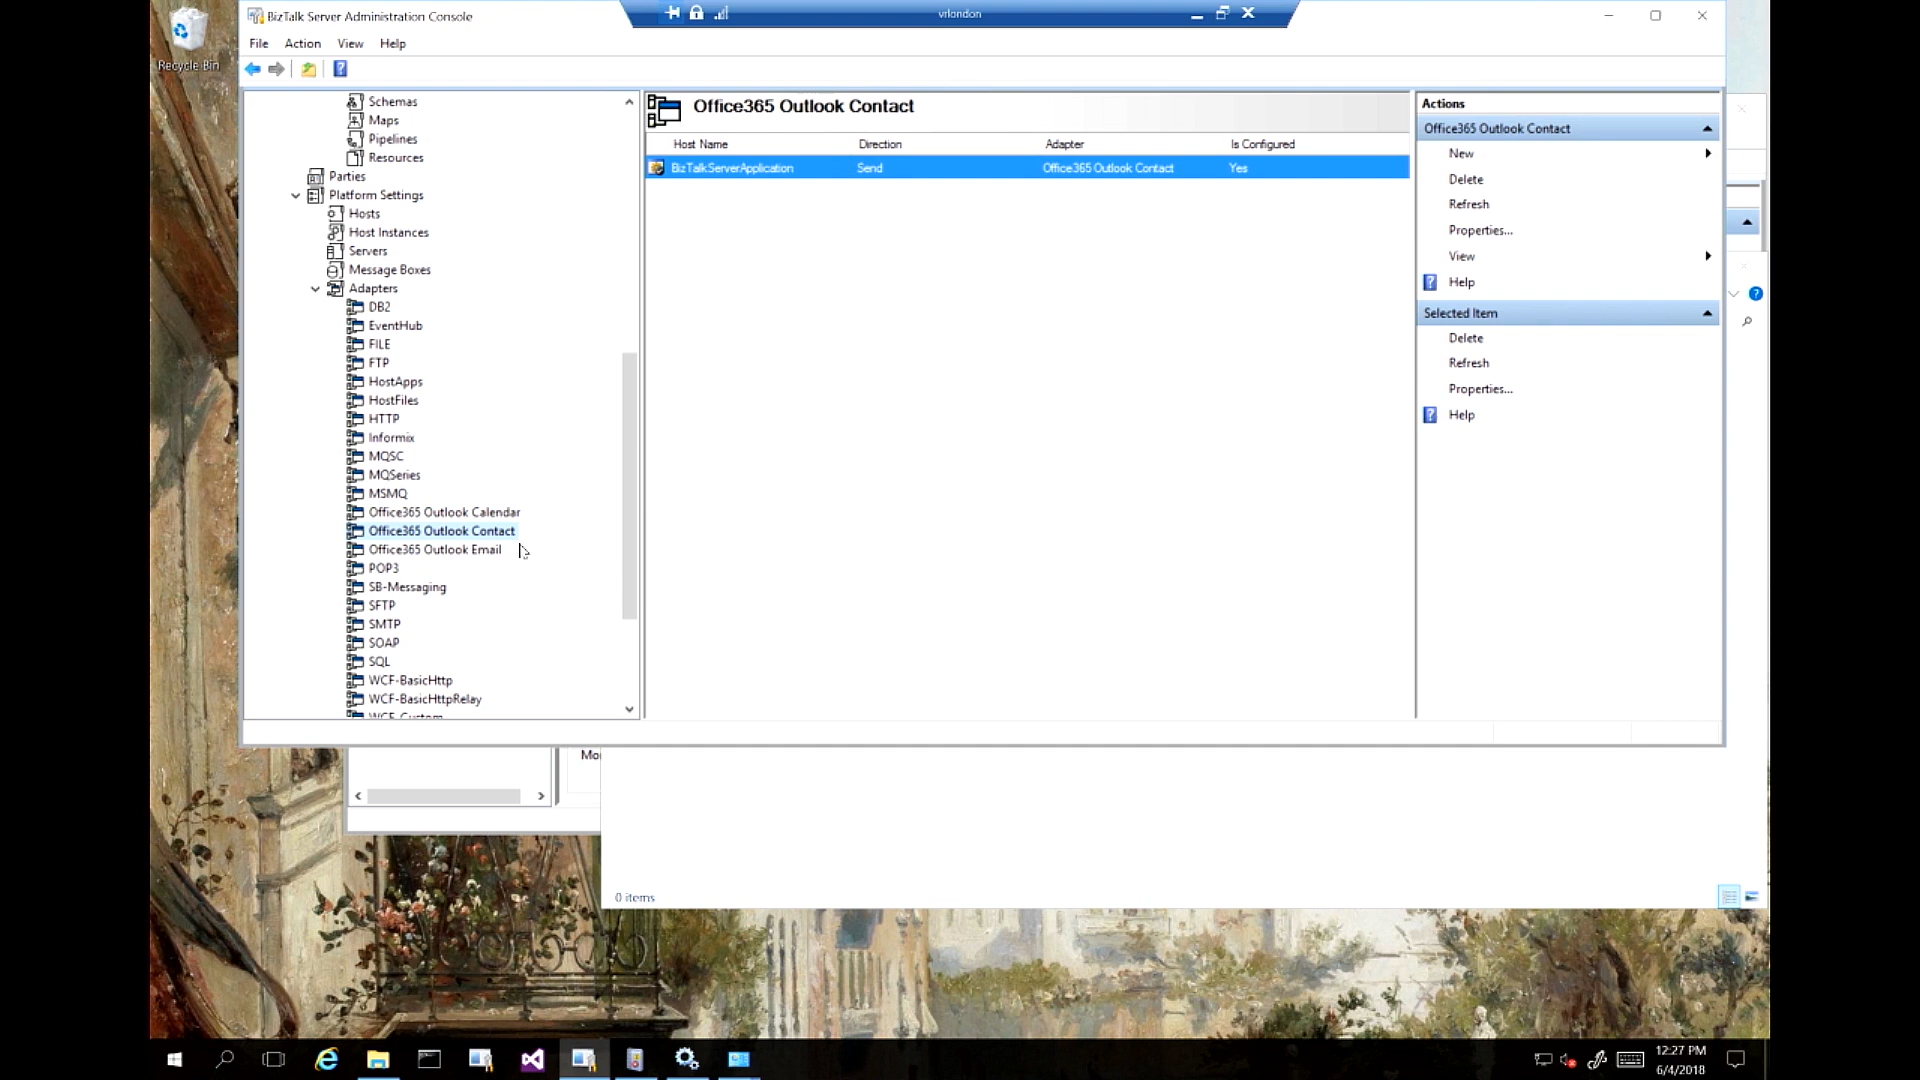 Recycle Bin
BizTalk Server Administration Console
vrlondon
File Action View Help
Schemas
Maps
Pipelines
Resources
Parties
Platform Settings
Hosts
Host Instances
Servers
Message Boxes
Adapters
DB2
EventHub
FILE
FTP
HostApps
HostFiles
HTTP
Informix
MQSC
MQSeries
MSMQ
Office365 Outlook Calendar
Office365 Outlook Contact
Office365 Outlook Email
POP3
SB-Messaging
SFTP
SMTP
SOAP
SQL
WCF-BasicHttp
WCF-BasicHttpRelay
WCF-Custom
Office365 Outlook Contact
Host Name Direction Adapter Is Configured
BizTalkServerApplication Send Office365 Outlook Contact Yes
Actions
Office365 Outlook Contact
New
Delete
Refresh
Properties...
View
Help
Selected Item
Delete
Refresh
Properties...
Help
Mo
0 items
12:27 PM
6/4/2018